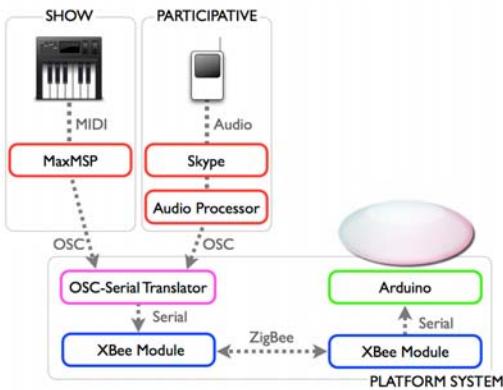 SHOW
PARTICIPATIVE
MIDI
Audio
MaxMSP
Skype
Audio Processor
OSC
OSC
OSC-Serial Translator
Arduino
Serial
Serial
XBee Module
ZigBee
XBee Module
PLATFORM SYSTEM